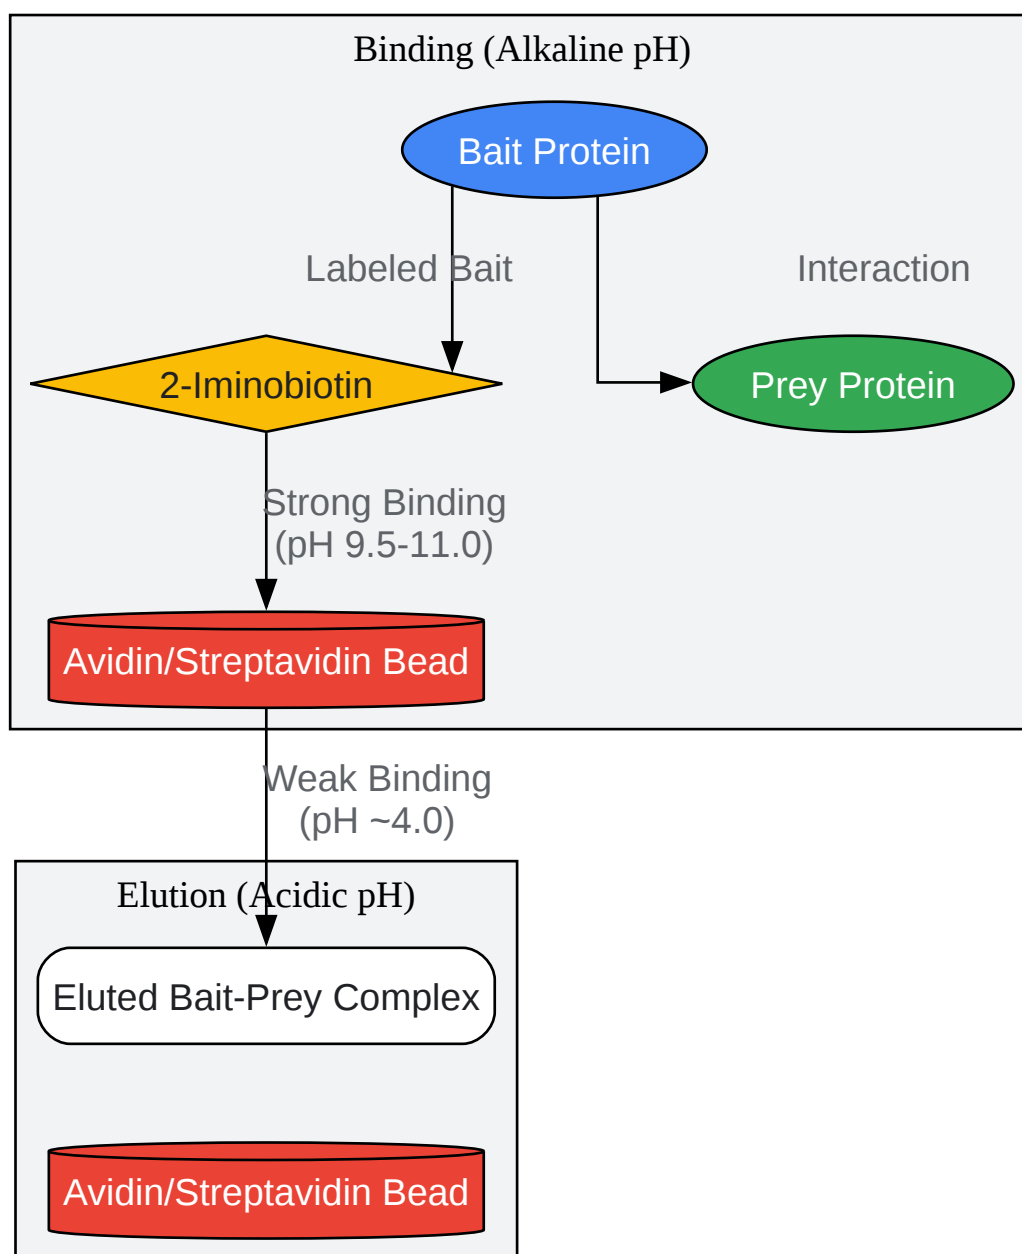 Binding (Alkaline pH)
Bait Protein
Labeled Bait
Interaction
2-Iminobiotin
Prey Protein
Strong Binding
(pH 9.5-11.0)
Avidin/Streptavidin Bead
Weak Binding
(pH ~4.0)
Elution (Acidic pH)
Eluted Bait-Prey Complex
Avidin/Streptavidin Bead